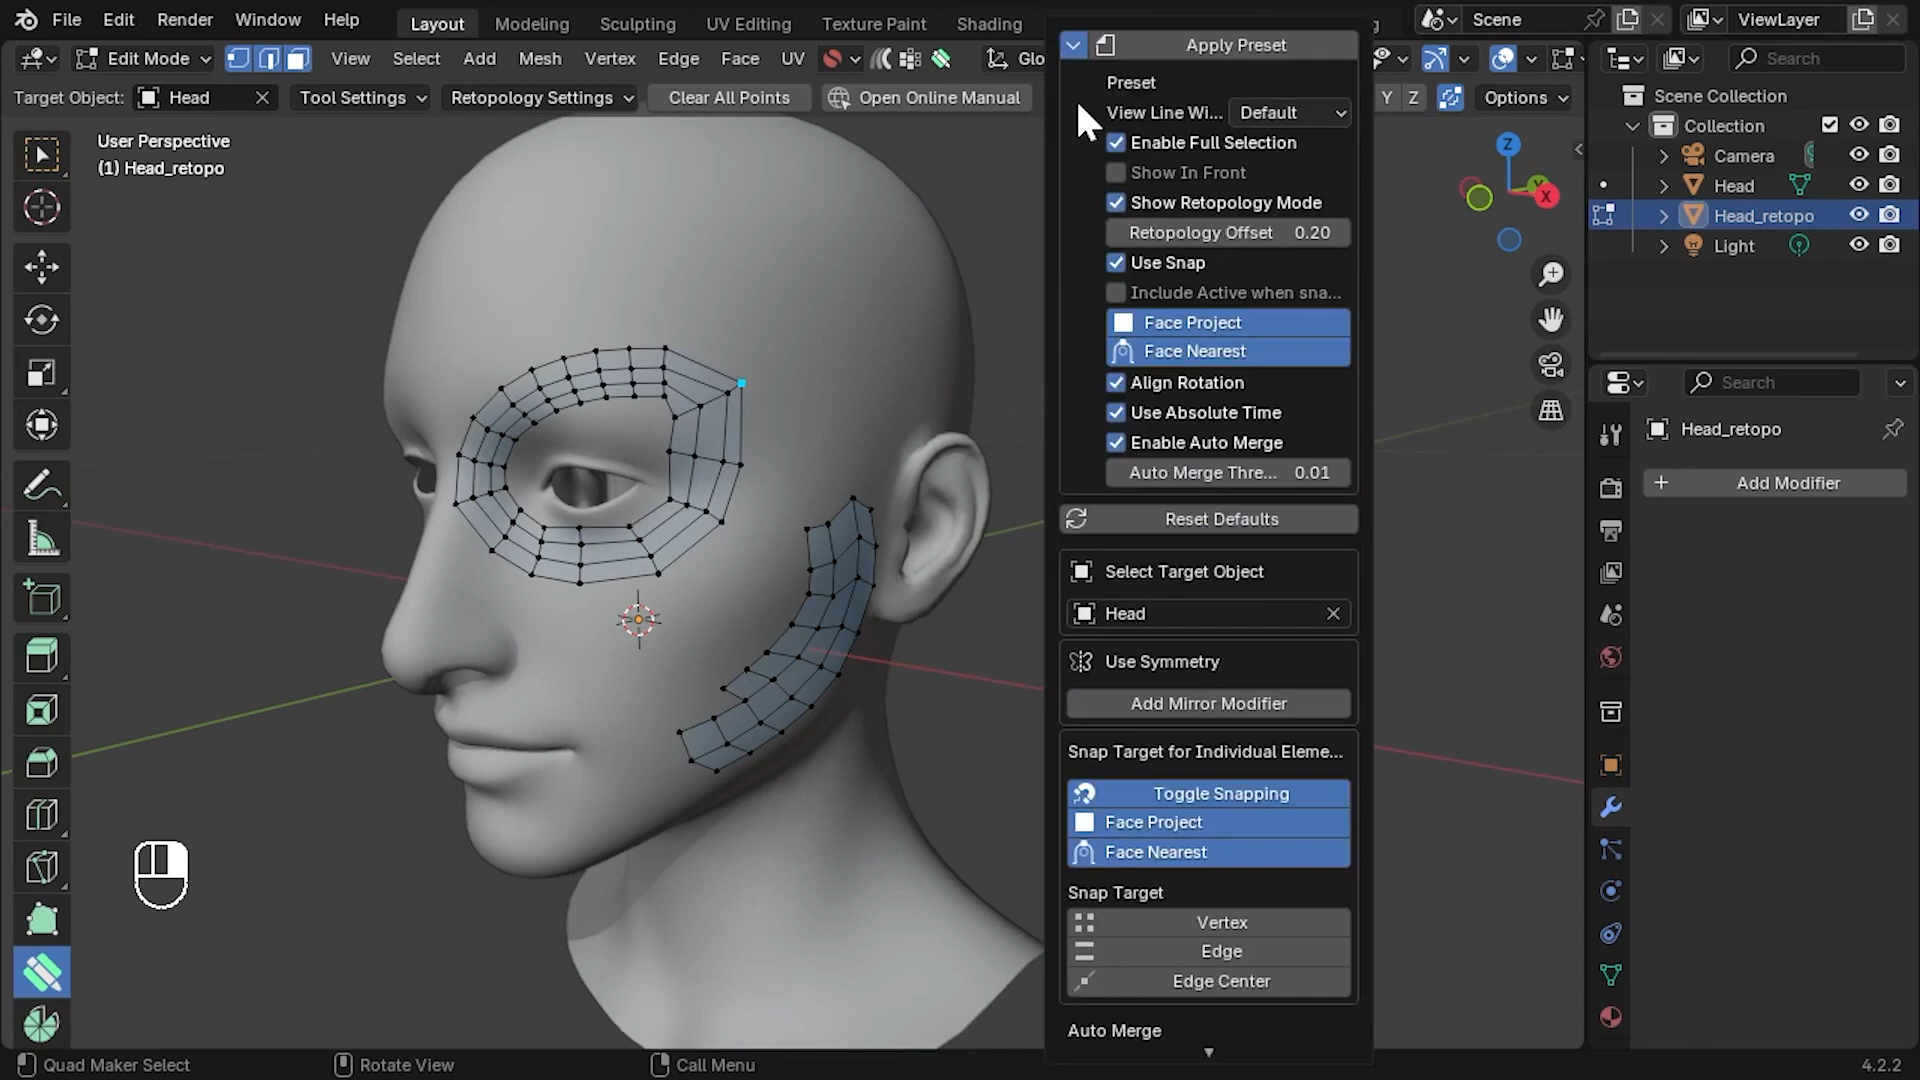 File Edit Render Window Help Layout Modeling Sculpting UV Editing Texture Paint Shading Scene ViewLayer
Edit Mode View Select Add Mesh Vertex Edge Face UV Glo Search
Target Object: Head Tool Settings Retopology Settings Clear All Points Open Online Manual Y Z Options
User Perspective
(1) Head_retopo
Apply Preset
Preset
View Line Wi... Default
Enable Full Selection
Show In Front
Show Retopology Mode
Retopology Offset 0.20
Use Snap
Include Active when sna...
Face Project
Face Nearest
Align Rotation
Use Absolute Time
Enable Auto Merge
Auto Merge Thre... 0.01
Reset Defaults
Select Target Object
Head
Use Symmetry
Add Mirror Modifier
Snap Target for Individual Eleme...
Toggle Snapping
Face Project
Face Nearest
Snap Target
Vertex
Edge
Edge Center
Auto Merge
Z
X
Scene Collection
Collection
Camera
Head
Head_retopo
Light
Search
Head_retopo
Add Modifier
Quad Maker Select Rotate View Call Menu 4.2.2